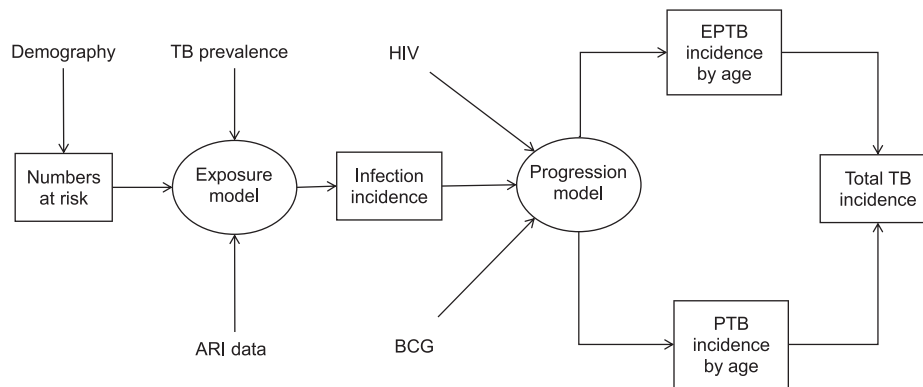 EPTB
incidence
by age
Demography
TB prevalence
HIV
Numbers
at risk
Exposure
model
Infection
incidence
Progression
model
Total TB
incidence
ARI data
BCG
PTB
incidence
by age